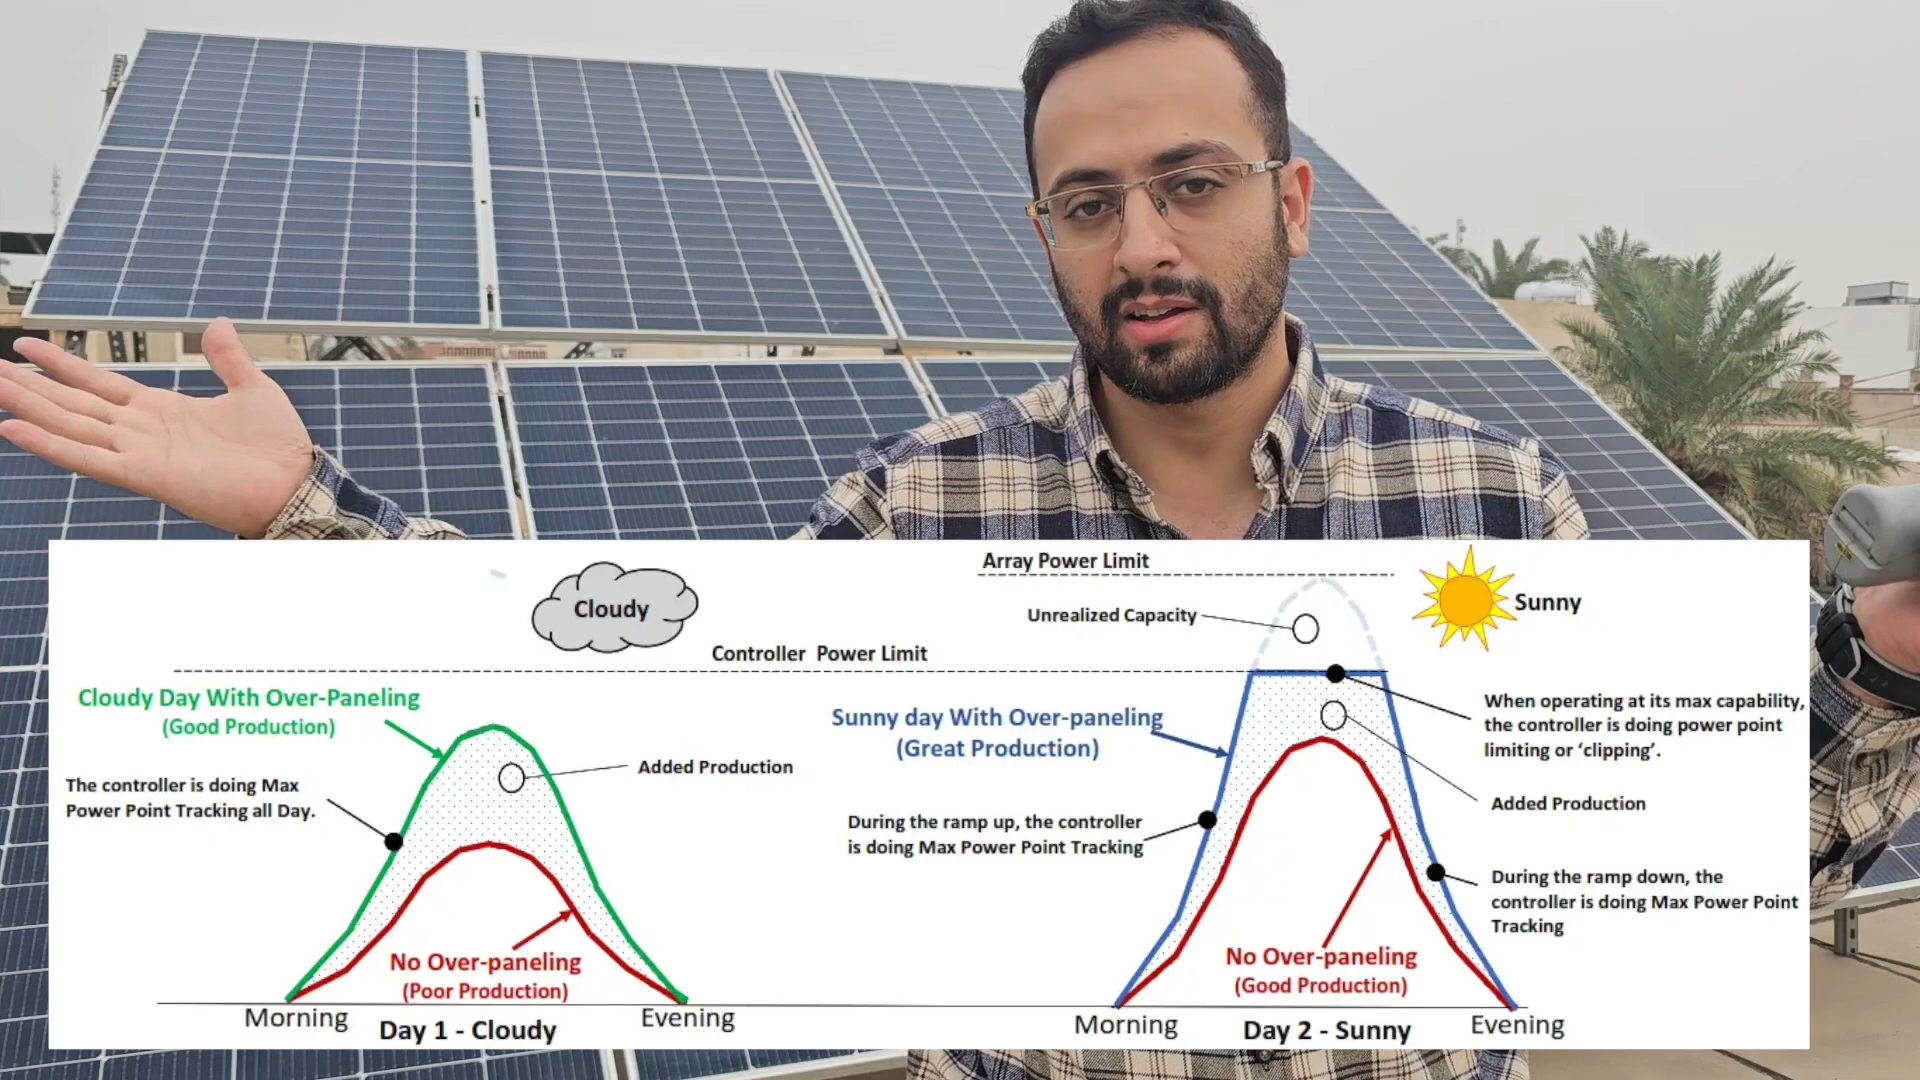 Cloudy
Cloudy Day With Over-Paneling
(Good Production)
The controller is doing Max
Power Point Tracking all Day.
Added Production
No Over-paneling
(Poor Production)
Morning
Day 1 - Cloudy
Evening
Controller Power Limit
Array Power Limit
Unrealized Capacity
Sunny
Sunny day With Over-paneling
(Great Production)
During the ramp up, the controller
is doing Max Power Point Tracking
When operating at its max capability,
the controller is doing power point
limiting or ‘clipping’.
Added Production
During the ramp down, the
controller is doing Max Power Point
Tracking
No Over-paneling
(Good Production)
Morning
Day 2 - Sunny
Evening